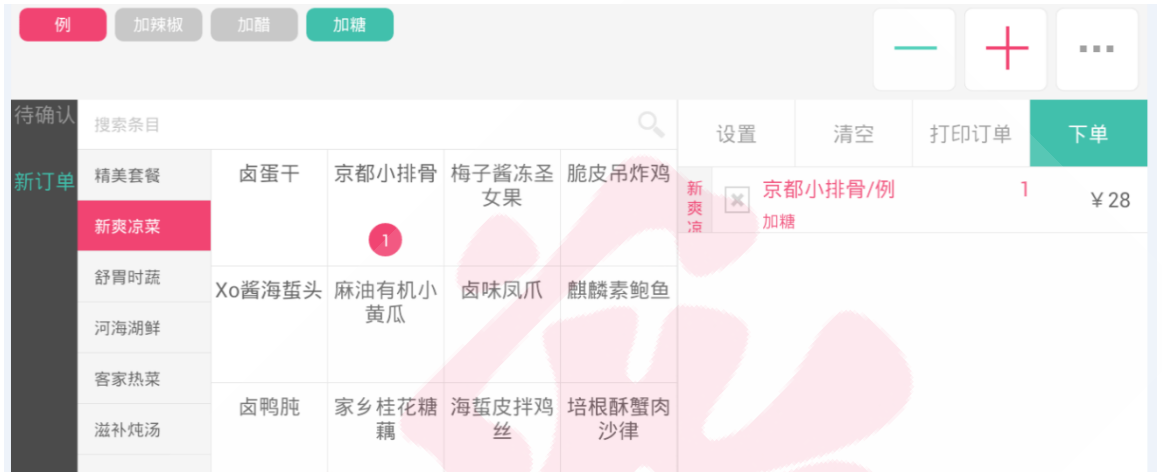 例 加辣椒 加醋 加糖
待确认
新订单
搜索条目
设置 清空 打印订单 下单
精美套餐
新爽凉菜
舒胃时蔬
河海湖鲜
客家热菜
滋补炖汤
卤蛋干 京都小排骨 梅子酱冻圣女果 脆皮吊炸鸡
1
Xo酱海蜇头 麻油有机小黄瓜 卤味凤爪 麒麟素鲍鱼
卤鸭肫 家乡桂花糖藕 海蜇皮拌鸡丝 培根酥蟹肉沙律
新爽凉
京都小排骨/例 1 ¥28
加糖